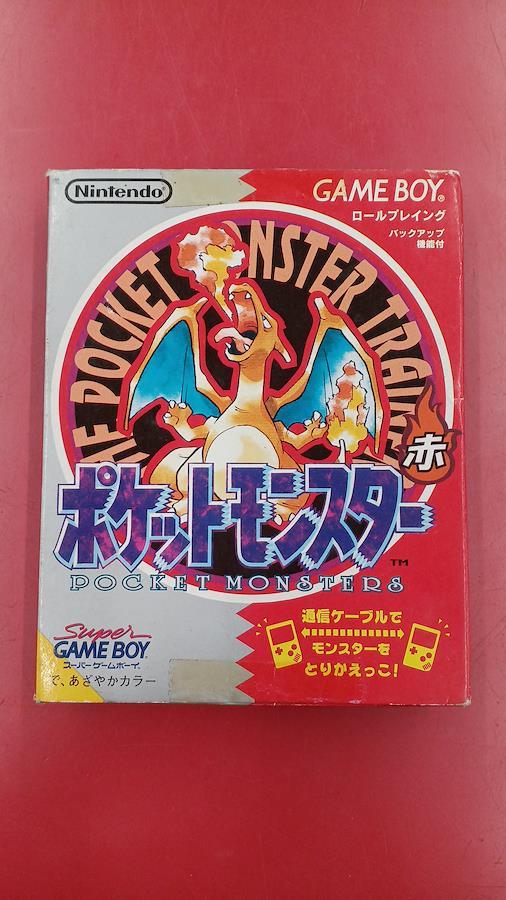 Nintendo®
GAME BOY®
ロールプレイング
バックアップ
機能付
POCKET MONSTER TRAIN
赤
ポケットモンスター
TM
POCKET MONSTERS
Super
GAME BOY
スーパーゲームボーイ
で、あざやかカラー
通信ケーブルで
モンスターを
とりかえっこ!